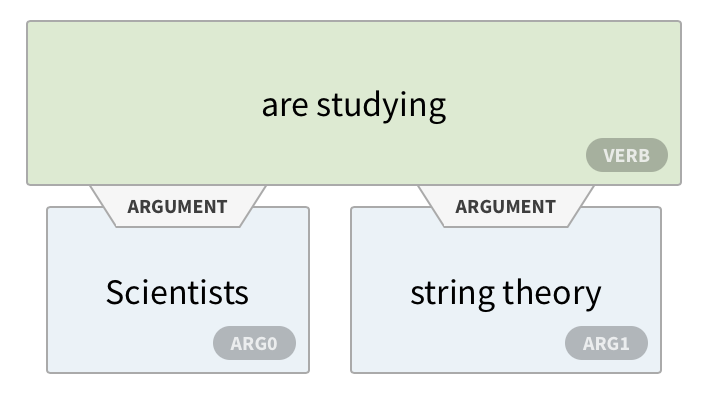 are studying
VERB
ARGUMENT ARGUMENT
Scientists string theory
ARG0 ARG1